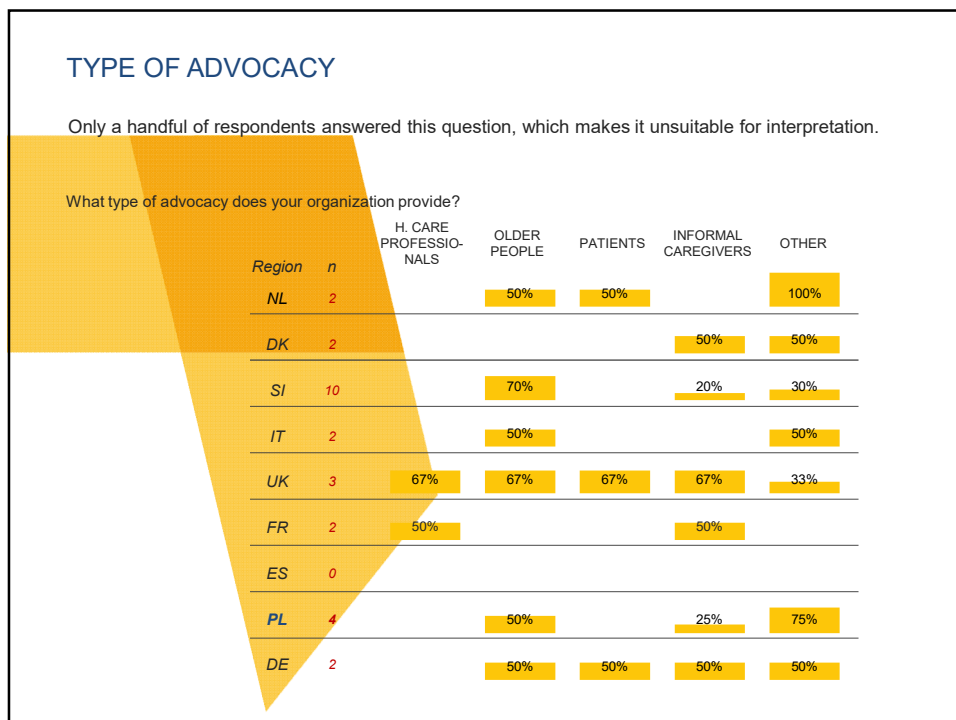 TYPE OF ADVOCACY
Only a handful of respondents answered this question, which makes it unsuitable for interpretation.
What type of advocacy does your organization provide?
Region n H. CARE PROFESSIO-NALS OLDER PEOPLE PATIENTS INFORMAL CAREGIVERS OTHER
NL 2 50% 50% 100%
DK 2 50% 50%
SI 10 70% 20% 30%
IT 2 50% 50%
UK 3 67% 67% 67% 67% 33%
FR 2 50% 50%
ES 0
PL 4 50% 25% 75%
DE 2 50% 50% 50% 50%